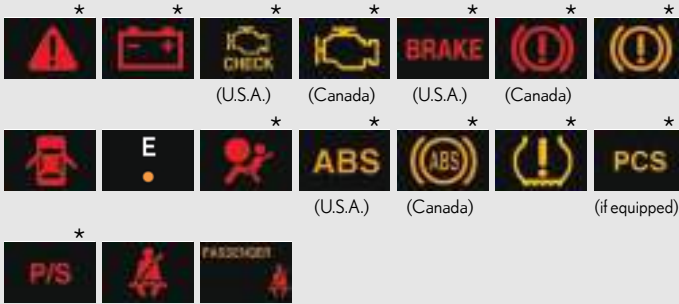 * * * * * * *
CHECK BRAKE
(U.S.A.) (Canada) (U.S.A.) (Canada)
* * * * *
E ABS ABS PCS
(U.S.A.) (Canada) (if equipped)
*
P/S PASSENGER